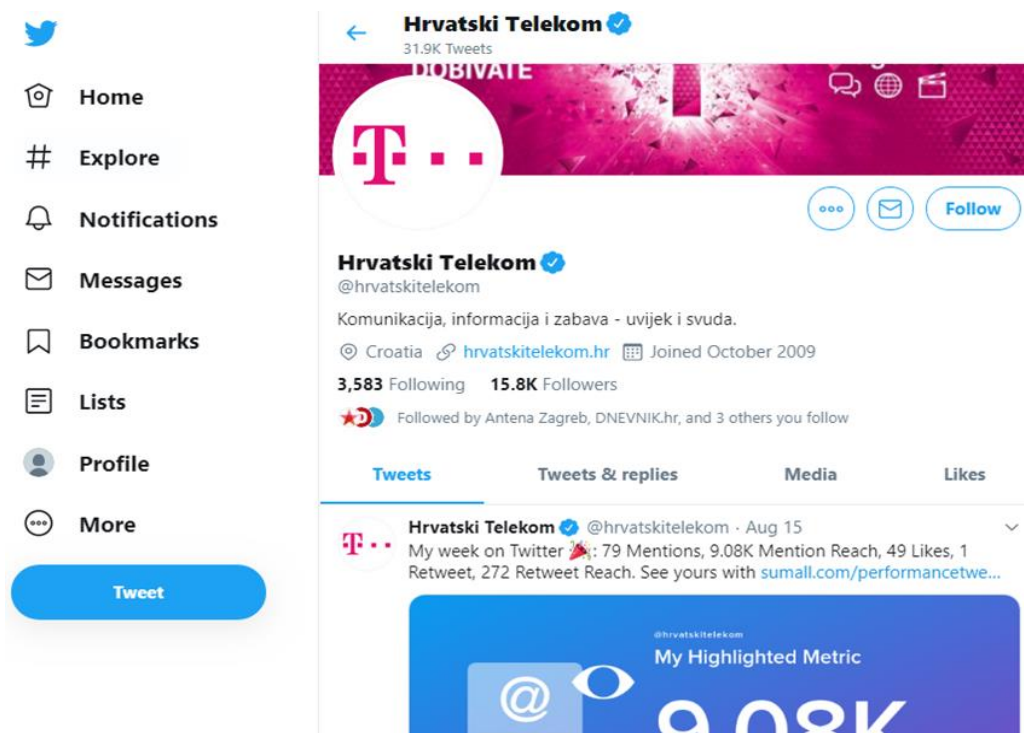 Home
Explore
Notifications
Messages
Bookmarks
Lists
Profile
More
Tweet
Hrvatski Telekom
31.9K Tweets
DOBIVATE
T
Follow
Hrvatski Telekom
@hrvatskitelekom
Komunikacija, informacija i zabava - uvijek i svuda.
Croatia hrvatskitelekom.hr Joined October 2009
3,583 Following 15.8K Followers
Followed by Antena Zagreb, DNEVNIK.hr, and 3 others you follow
Tweets Tweets & replies Media Likes
Hrvatski Telekom @hrvatskitelekom · Aug 15
My week on Twitter 🎉: 79 Mentions, 9.08K Mention Reach, 49 Likes, 1
Retweet, 272 Retweet Reach. See yours with sumall.com/performancetwe...
@hrvatskitelekom
My Highlighted Metric
@
9.08K